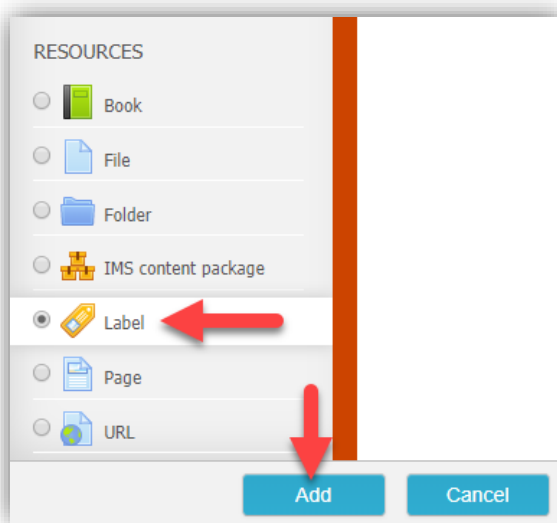 RESOURCES
Book
File
Folder
IMS content package
Label
Page
URL
Add Cancel